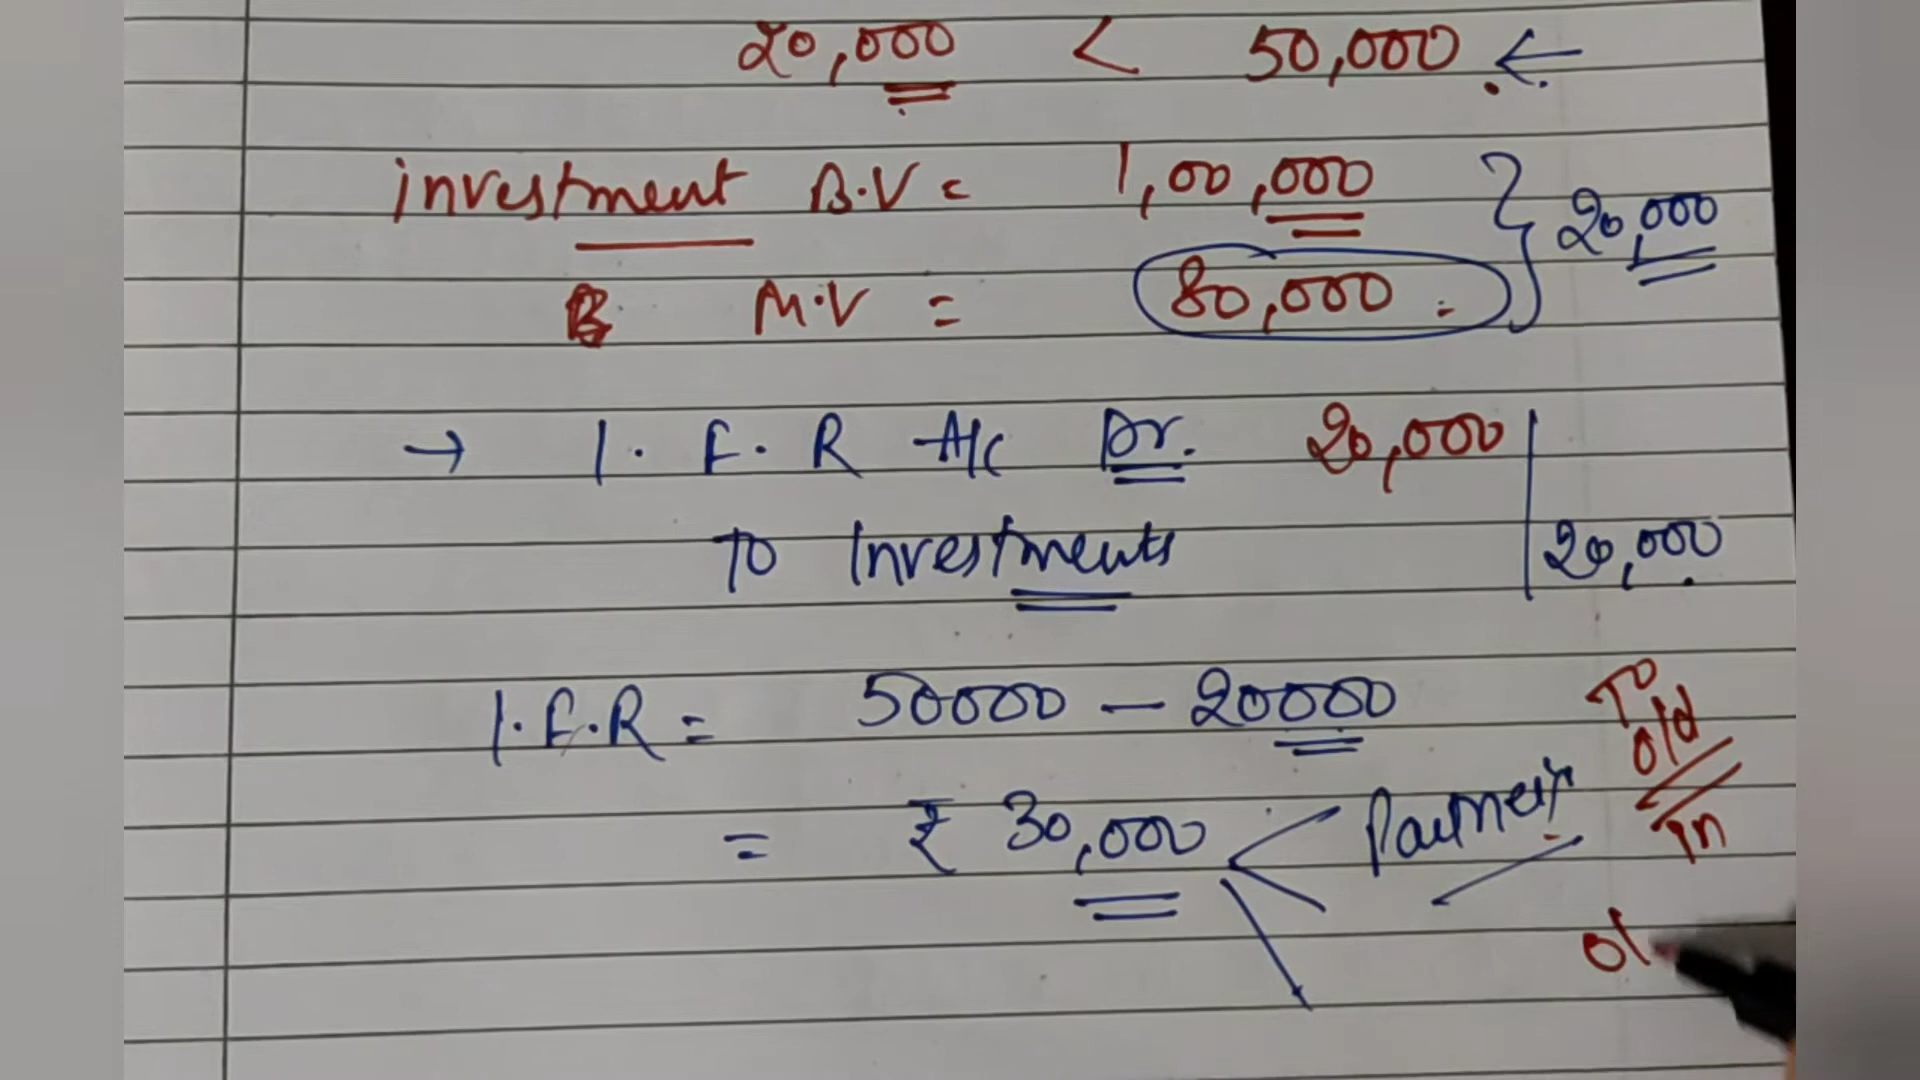 20,000 < 50,000 ←
investment B.V = 1,00,000
20,000
M.V = 80,000
→ I. F. R A/c Dr. 20,000
To Investments 20,000
I.F.R = 50000 - 20000
= ₹ 30,000 Partners
To old in
ol